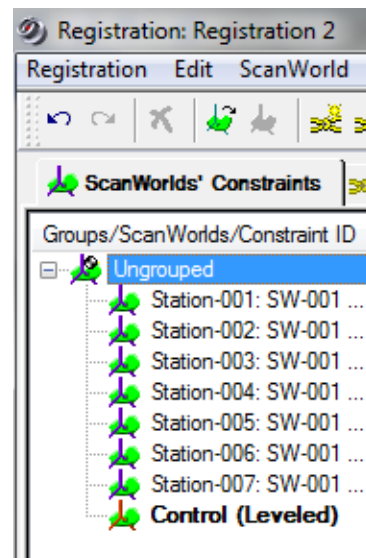 Registration: Registration 2
Registration Edit ScanWorld
ScanWorlds' Constraints
Groups/ScanWorlds/Constraint ID
Ungrouped
Station-001: SW-001 ...
Station-002: SW-001 ...
Station-003: SW-001 ...
Station-004: SW-001 ...
Station-005: SW-001 ...
Station-006: SW-001 ...
Station-007: SW-001 ...
Control (Leveled)